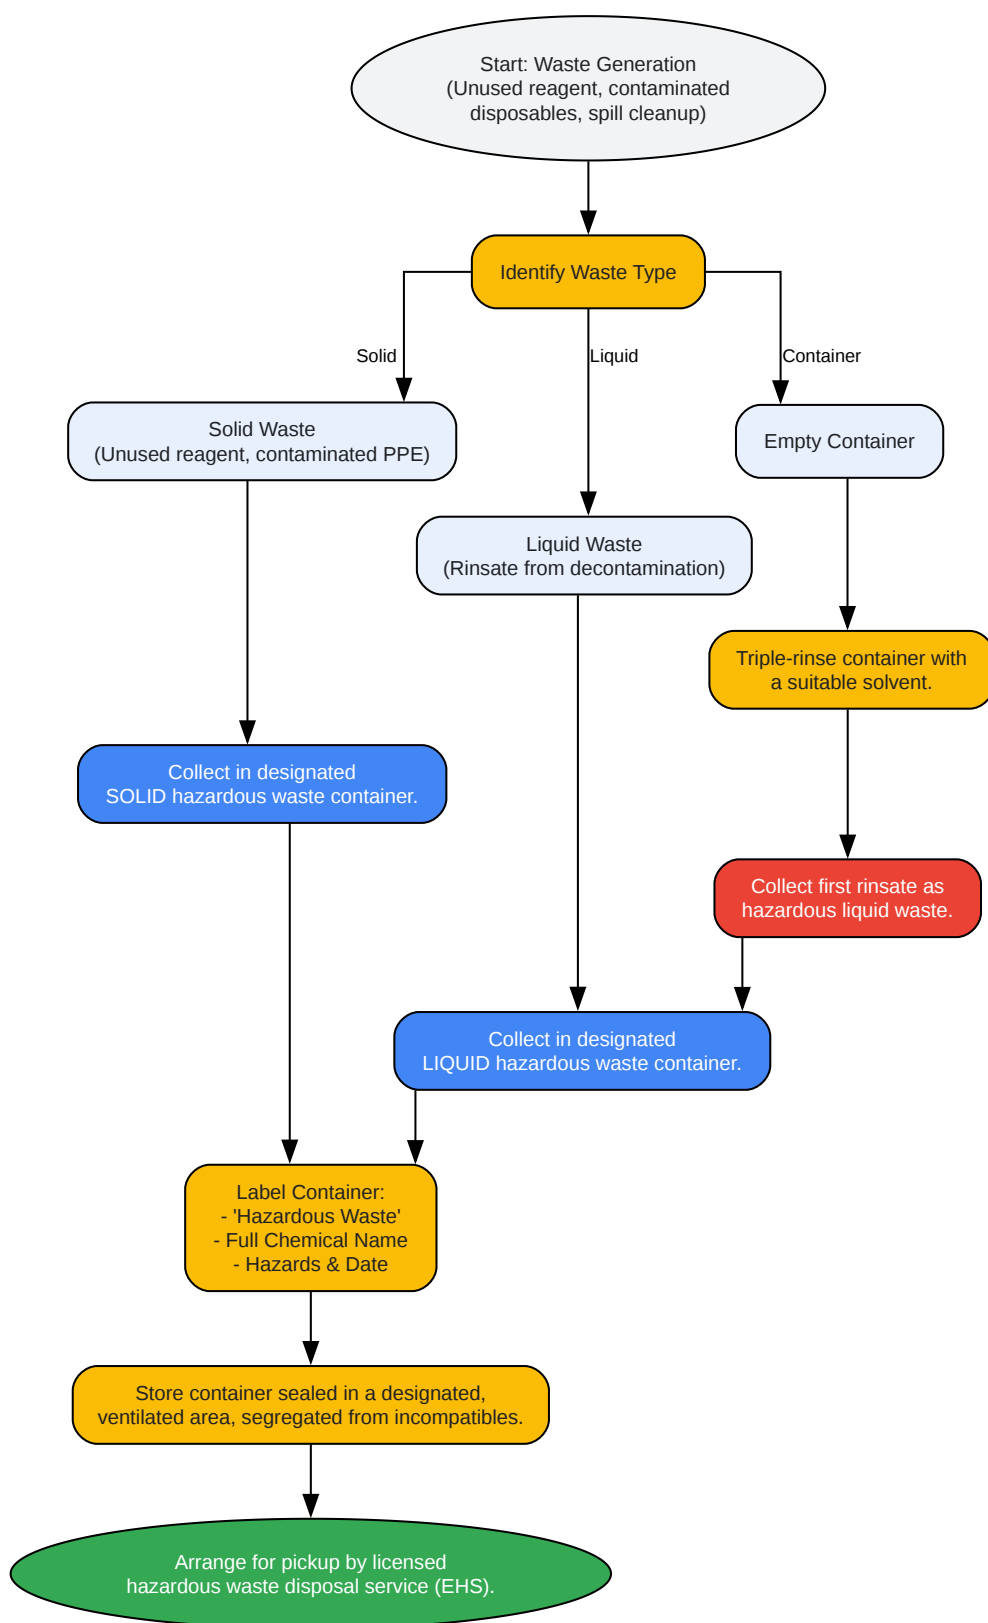 Start: Waste Generation
(Unused reagent, contaminated
disposables, spill cleanup)
Identify Waste Type
Solid
Liquid
Container
Solid Waste
(Unused reagent, contaminated PPE)
Empty Container
Liquid Waste
(Rinsate from decontamination)
Triple-rinse container with
a suitable solvent.
Collect in designated
SOLID hazardous waste container.
Collect first rinsate as
hazardous liquid waste.
Collect in designated
LIQUID hazardous waste container.
Label Container:
- 'Hazardous Waste'
- Full Chemical Name
- Hazards & Date
Store container sealed in a designated,
ventilated area, segregated from incompatibles.
Arrange for pickup by licensed
hazardous waste disposal service (EHS).